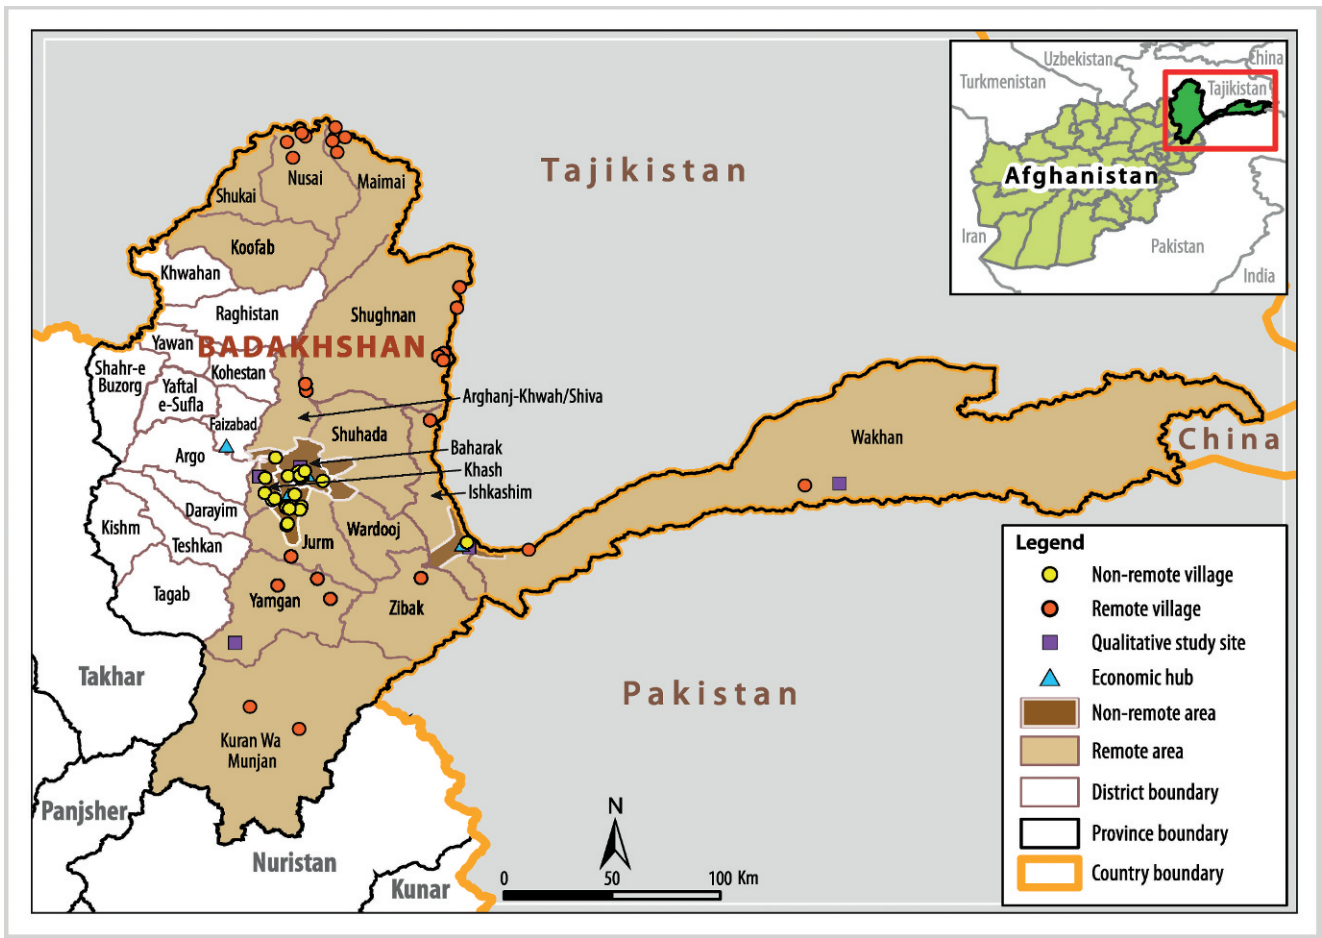 Uzbekistan
China
Turkmenistan
Tajikistan
Afghanistan
Iran
Pakistan
India
Tajikistan
Nusai
Maimai
Shukai
Koofab
Khwahan
Raghistan
Shughnan
Yawan
BADAKHSHAN
Shahr-e
Buzorg
Kohestan
Yaftal
e-Sufla
Arghanj-Khwah/Shiva
Faizabad
Shuhada
Wakhan
China
Argo
Baharak
Khash
Ishkashim
Darayim
Kishm
Wardooj
Jurm
Teshkan
Tagab
Yamgan
Zibak
Takhar
Pakistan
Kuran Wa
Munjan
Panjsher
Nuristan
Kunar
N
0 50 100 Km
Legend
Non-remote village
Remote village
Qualitative study site
Economic hub
Non-remote area
Remote area
District boundary
Province boundary
Country boundary